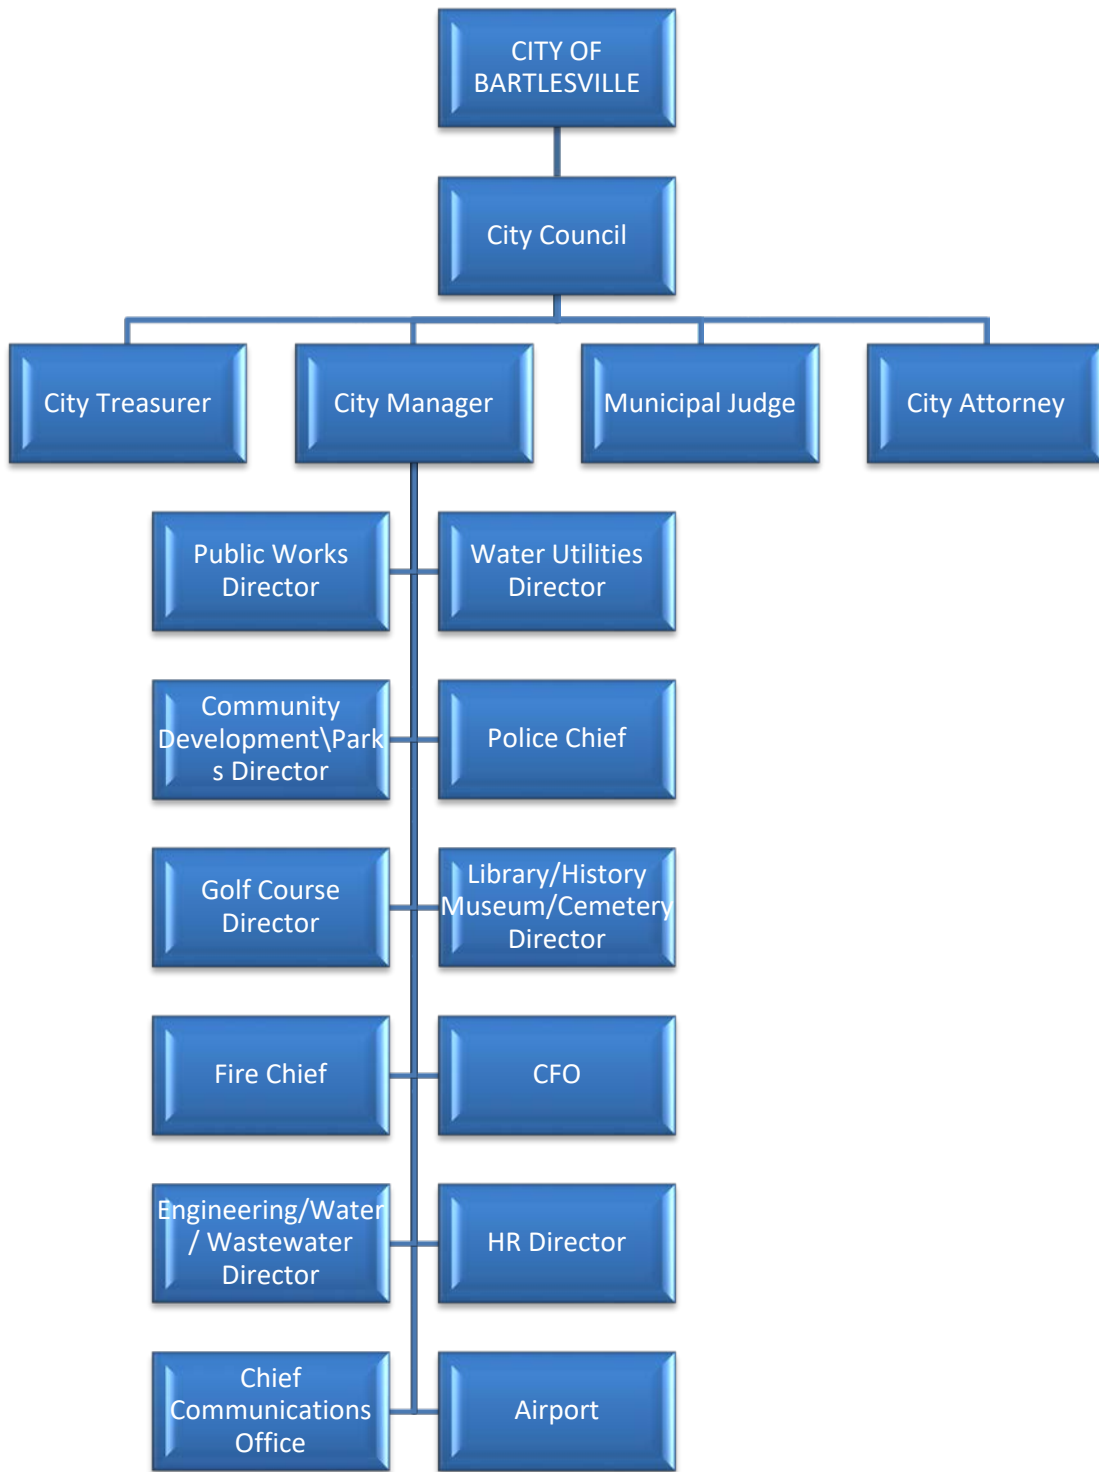 CITY OF
BARTLESVILLE
City Council
City Treasurer
City Manager
Municipal Judge
City Attorney
Public Works
Director
Water Utilities
Director
Community
Development\Park
s Director
Police Chief
Golf Course
Director
Library/History
Museum/Cemetery
Director
Fire Chief
CFO
Engineering/Water
/ Wastewater
Director
HR Director
Chief
Communications
Office
Airport